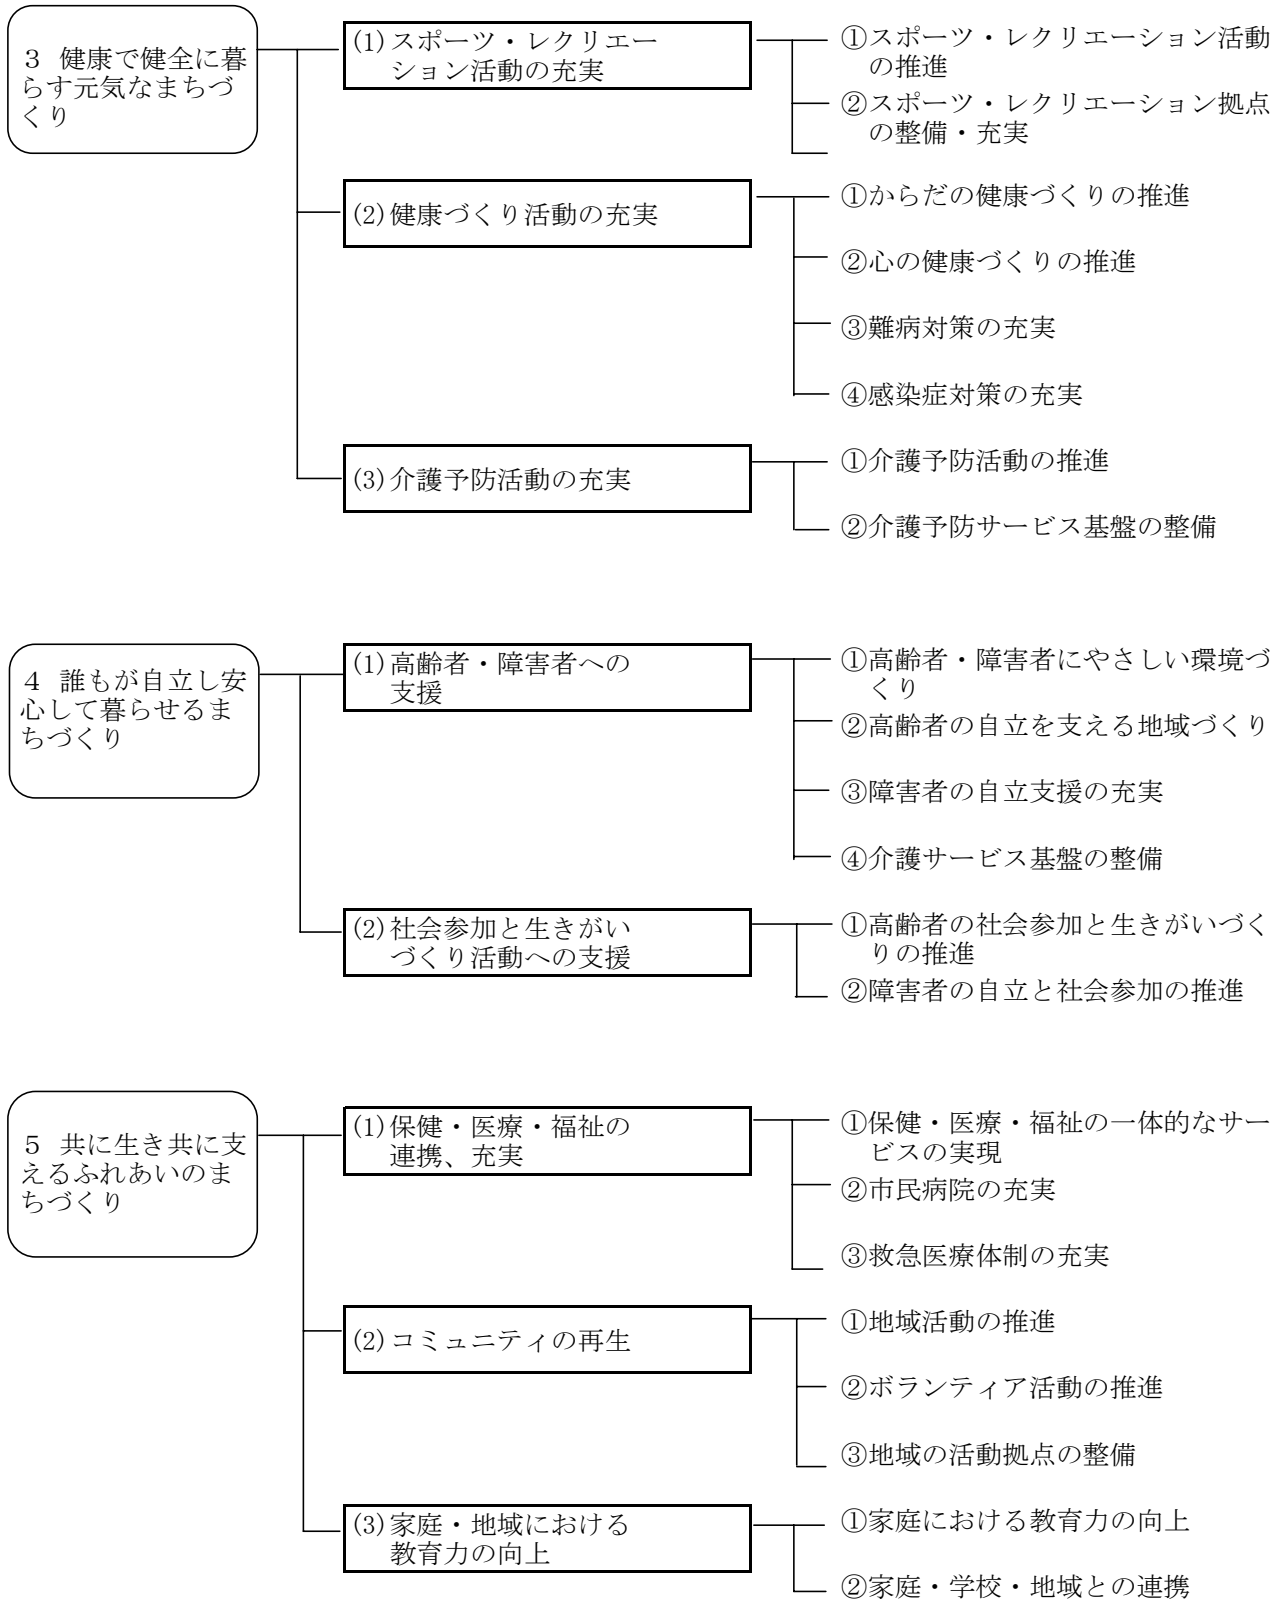 3 健康で健全に暮
らす元気なまちづ
くり
(1)スポーツ・レクリエー
ション活動の充実
①スポーツ・レクリエーション活動
の推進
②スポーツ・レクリエーション拠点
の整備・充実
(2)健康づくり活動の充実
①からだの健康づくりの推進
②心の健康づくりの推進
③難病対策の充実
④感染症対策の充実
(3)介護予防活動の充実
①介護予防活動の推進
②介護予防サービス基盤の整備
4 誰もが自立し安
心して暮らせるま
ちづくり
(1)高齢者・障害者への
支援
①高齢者・障害者にやさしい環境づ
くり
②高齢者の自立を支える地域づくり
③障害者の自立支援の充実
④介護サービス基盤の整備
(2)社会参加と生きがい
づくり活動への支援
①高齢者の社会参加と生きがいづく
りの推進
②障害者の自立と社会参加の推進
5 共に生き共に支
えるふれあいのま
ちづくり
(1)保健・医療・福祉の
連携、充実
①保健・医療・福祉の一体的なサー
ビスの実現
②市民病院の充実
③救急医療体制の充実
(2)コミュニティの再生
①地域活動の推進
②ボランティア活動の推進
③地域の活動拠点の整備
(3)家庭・地域における
教育力の向上
①家庭における教育力の向上
②家庭・学校・地域との連携